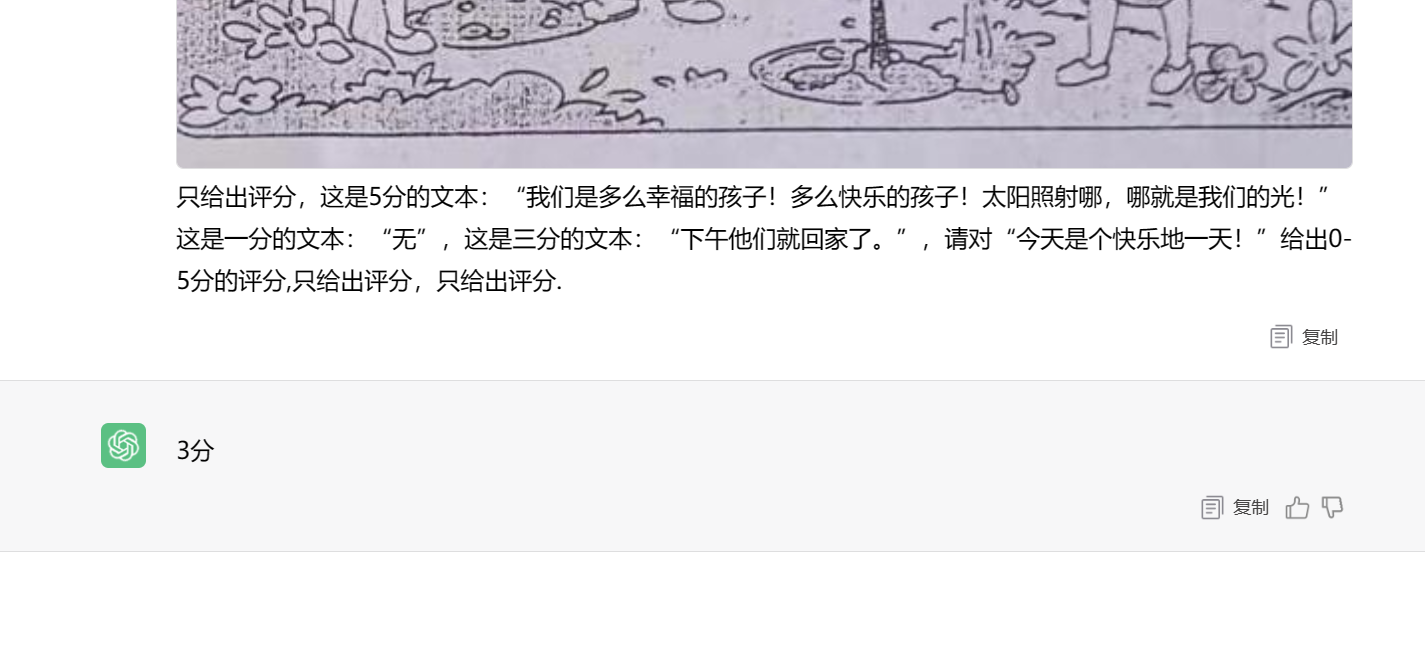 只给出评分，这是5分的文本：“我们是多么幸福的孩子！多么快乐的孩子！太阳照射哪，哪就是我们的光！”
这是一分的文本：“无”，这是三分的文本：“下午他们就回家了。”，请对“今天是个快乐地一天！”给出0-
5分的评分,只给出评分，只给出评分.
复制
3分
复制